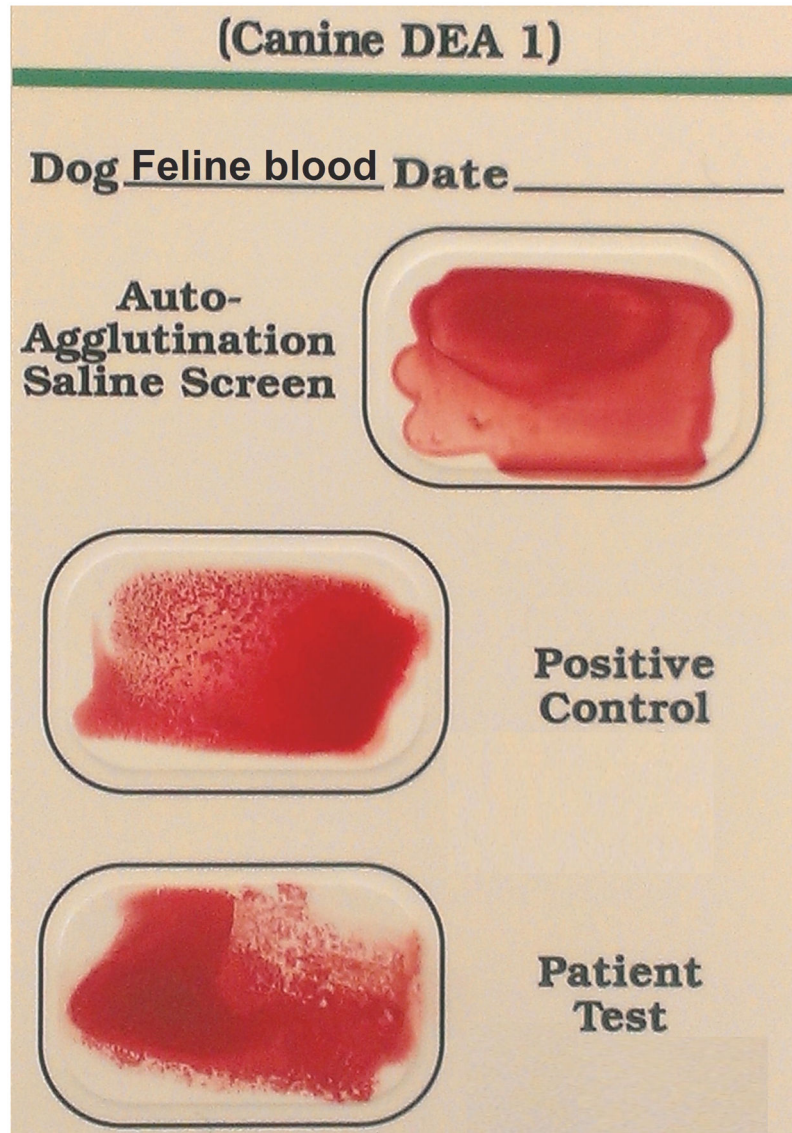 (Canine DEA 1)
Dog Feline blood Date
Auto-
Agglutination
Saline Screen
Positive
Control
Patient
Test